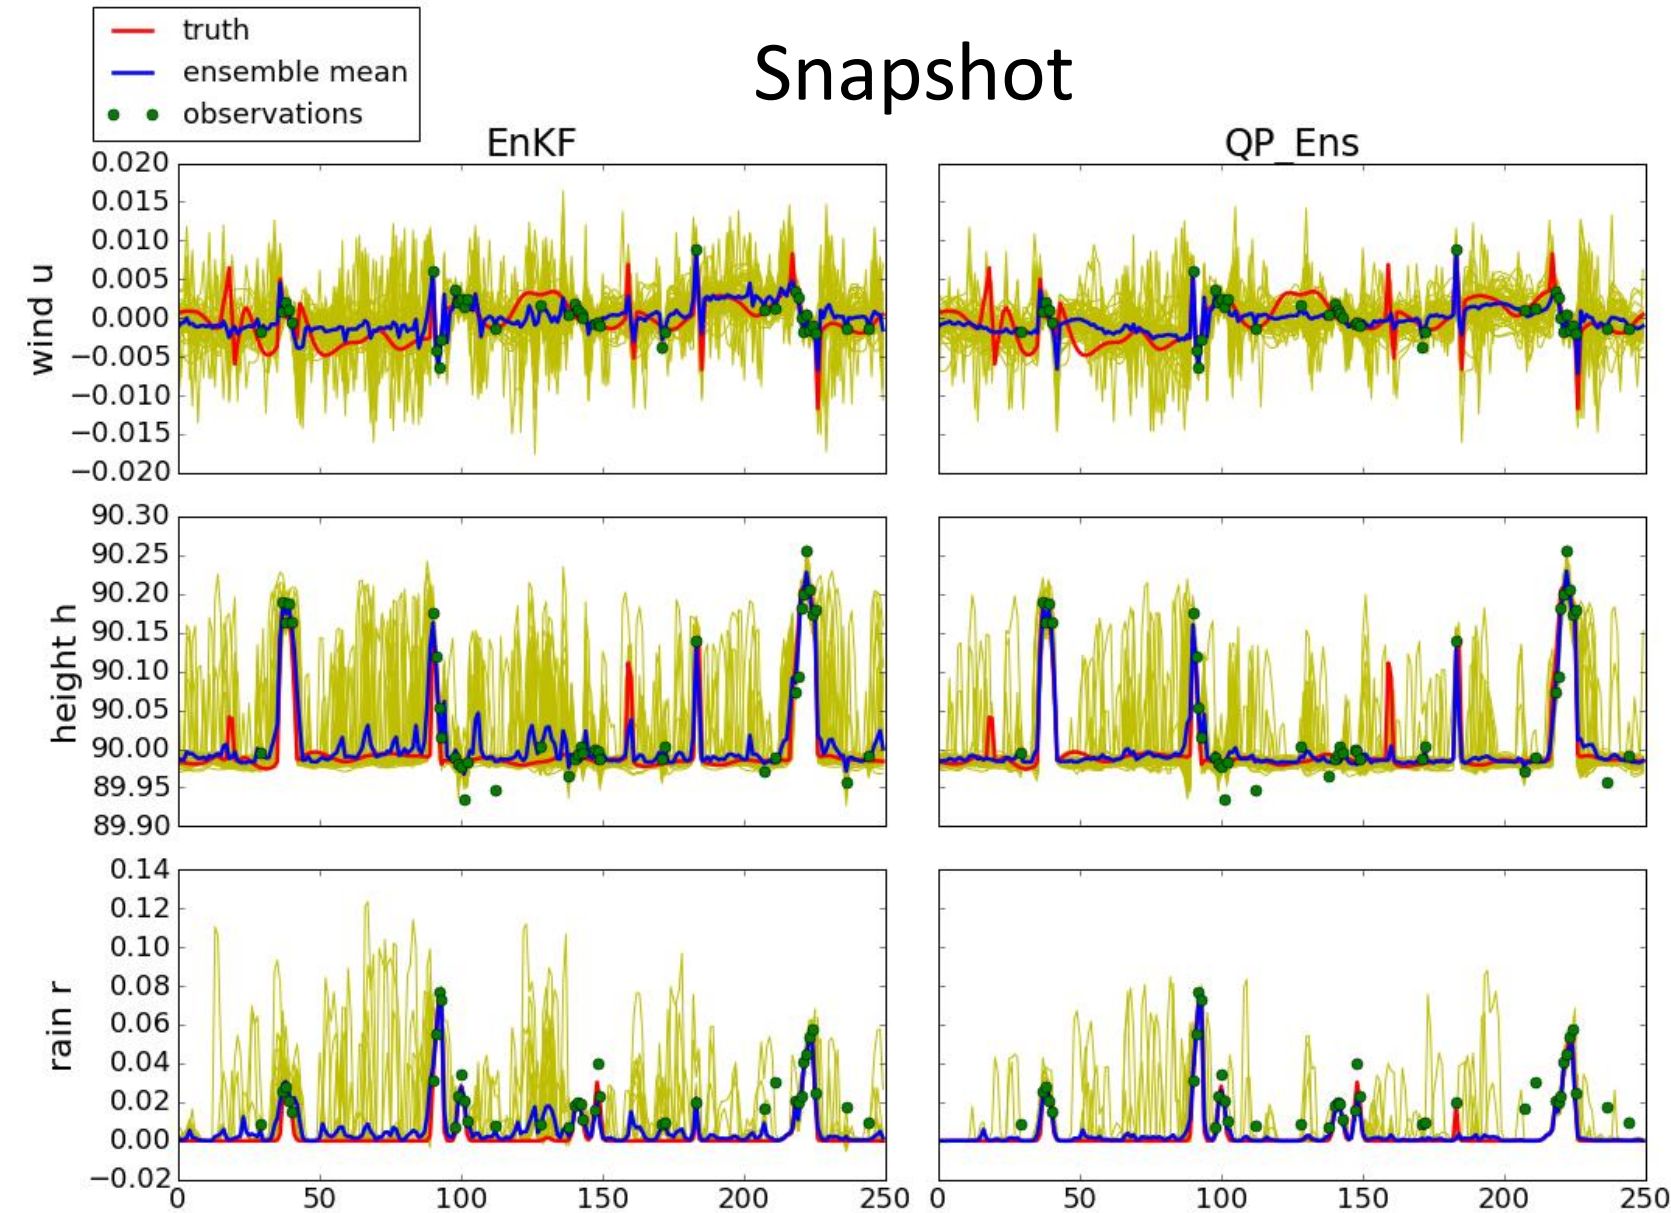 truth
ensemble mean
observations
Snapshot
EnKF
QP_Ens
wind u
0.020
0.015
0.010
0.005
0.000
−0.005
−0.010
−0.015
−0.020
height h
90.30
90.25
90.20
90.15
90.10
90.05
90.00
89.95
89.90
rain r
0.14
0.12
0.10
0.08
0.06
0.04
0.02
0.00
−0.02
0 50 100 150 200 250
0 50 100 150 200 250